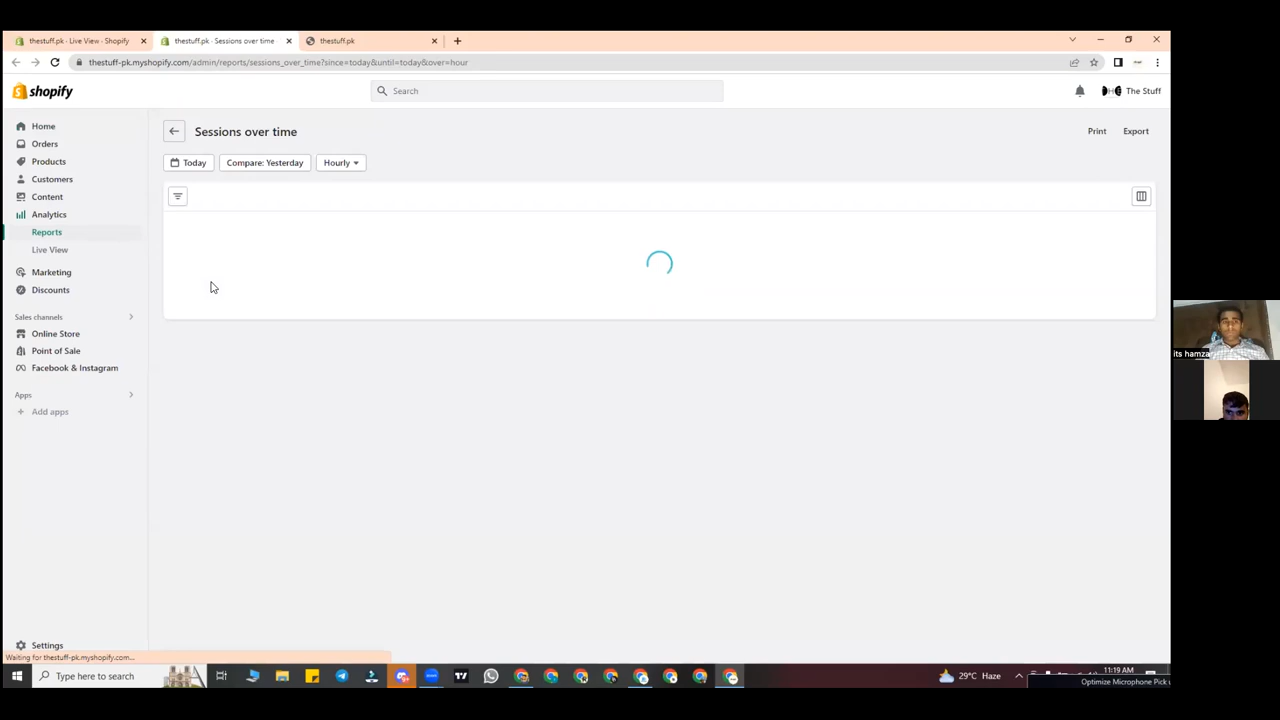 thestuff.pk · Live View · Shopify
thestuff.pk · Sessions over time
thestuff.pk
thestuff-pk.myshopify.com/admin/reports/sessions_over_time?since=today&until=today&over=hour
shopify
Search
The Stuff
Home
Orders
Products
Customers
Content
Analytics
Reports
Live View
Marketing
Discounts
Sales channels
Online Store
Point of Sale
Facebook & Instagram
Apps
Add apps
Settings
Sessions over time
Print
Export
Today
Compare: Yesterday
Hourly
its hamza
Waiting for thestuff-pk.myshopify.com...
Type here to search
29°C Haze
11:19 AM
Optimize Microphone Pick